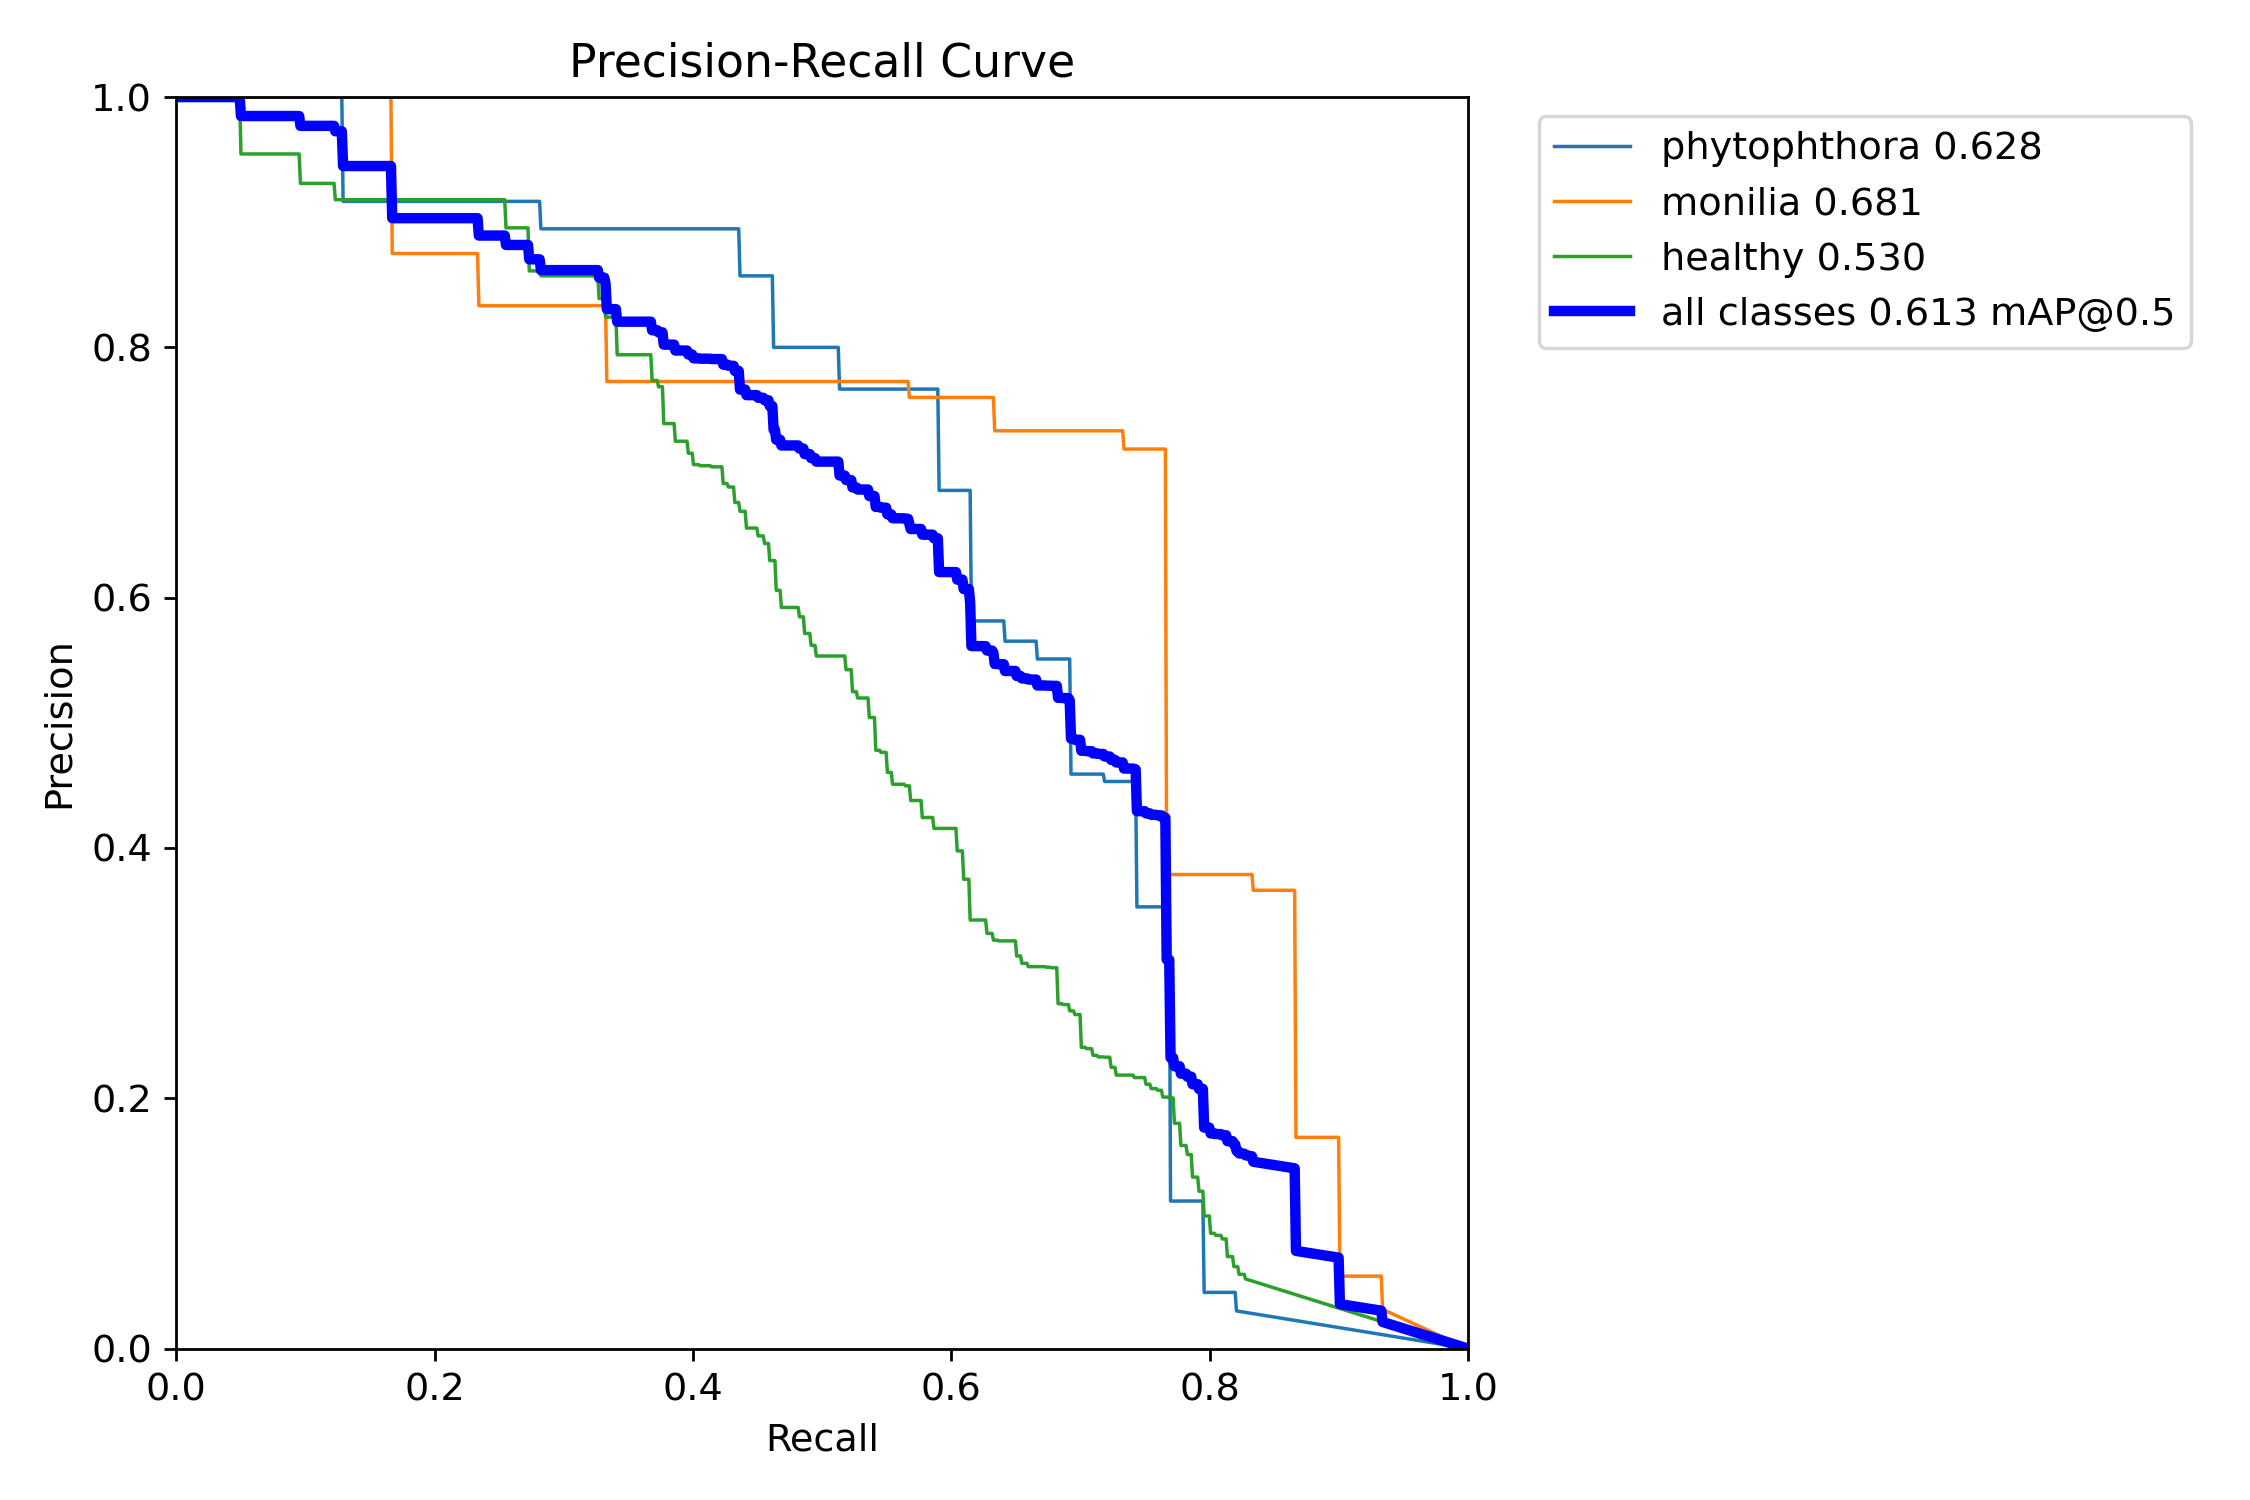 Precision-Recall Curve
1.0
0.8
0.6
0.4
0.2
0.0
Precision
0.0 0.2 0.4 0.6 0.8 1.0
Recall
phytophthora 0.628
monilia 0.681
healthy 0.530
all classes 0.613 mAP@0.5